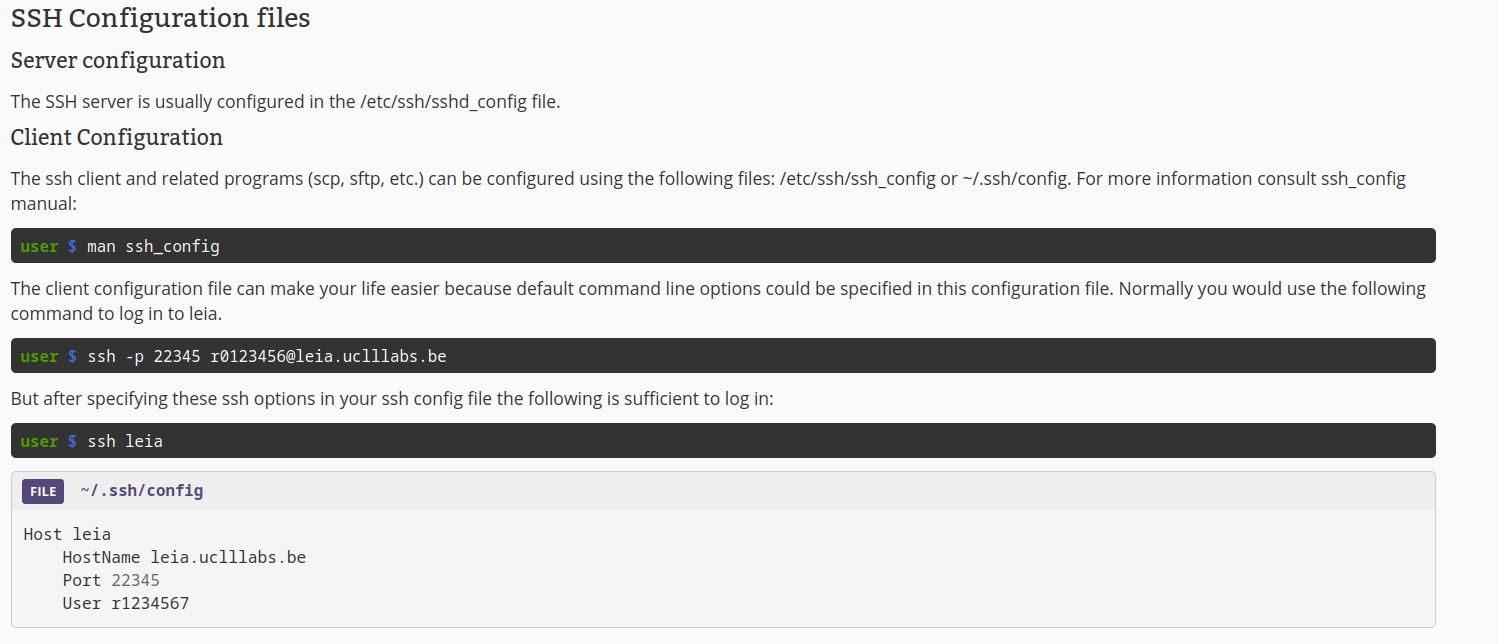 SSH Configuration files
Server configuration
The SSH server is usually configured in the /etc/ssh/sshd_config file.
Client Configuration
The ssh client and related programs (scp, sftp, etc.) can be configured using the following files: /etc/ssh/ssh_config or ~/.ssh/config. For more information consult ssh_config
manual:
user $ man ssh_config
The client configuration file can make your life easier because default command line options could be specified in this configuration file. Normally you would use the following
command to log in to leia.
user $ ssh -p 22345 r0123456@leia.uclllabs.be
But after specifying these ssh options in your ssh config file the following is sufficient to log in:
user $ ssh leia
FILE ~/.ssh/config
Host leia
    HostName leia.uclllabs.be
    Port 22345
    User r1234567